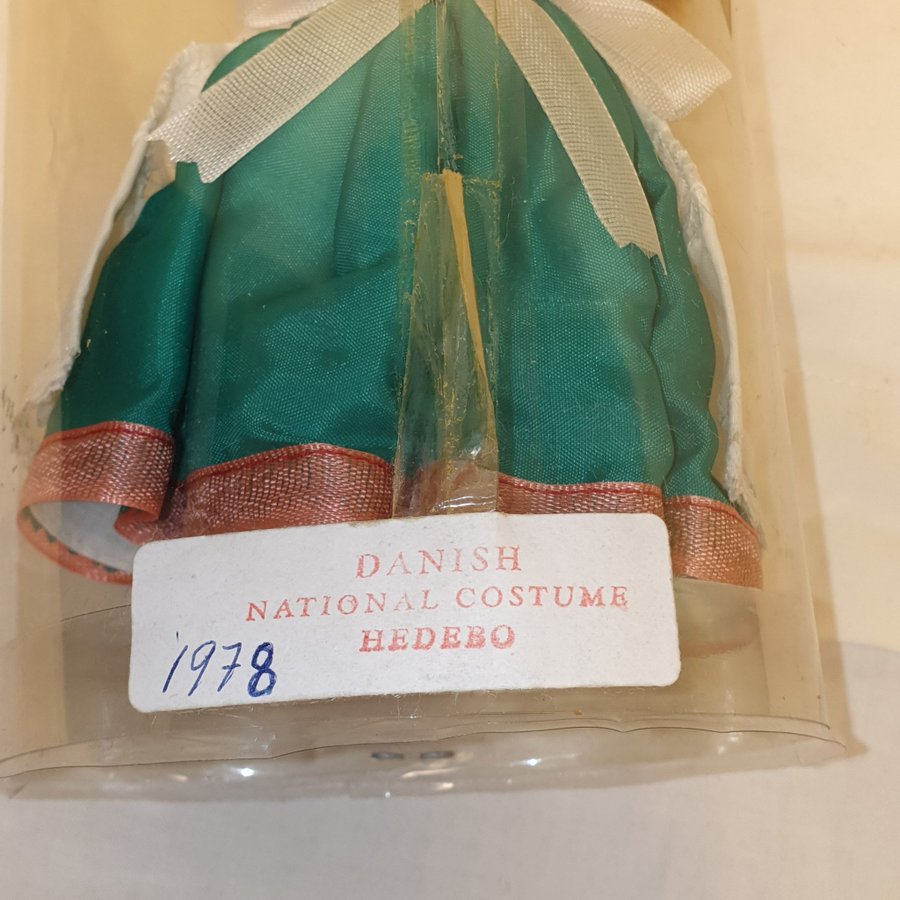 DANISH
NATIONAL COSTUME
HEDEBO
1978